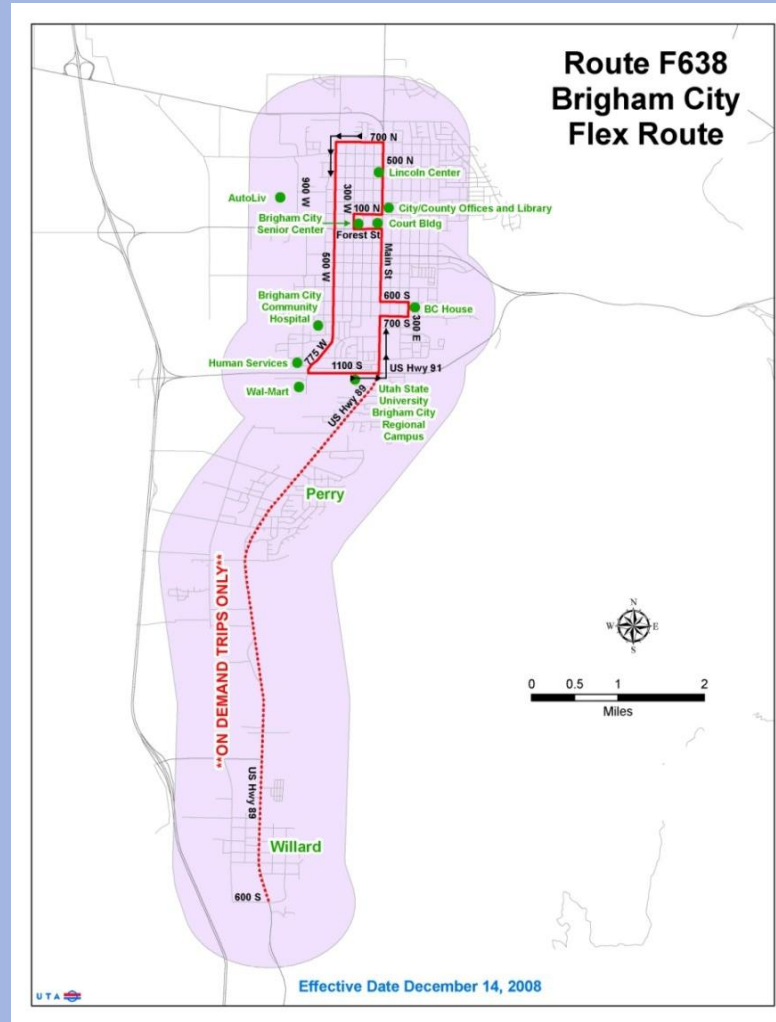 Route F638
Brigham City
Flex Route
700 N
500 N
Lincoln Center
AutoLiv
900 W
300 W
100 N
City/County Offices and Library
Brigham City
Senior Center
Court Bldg
Forest St
Main St
600 W
600 S
BC House
Brigham City
Community
Hospital
700 S
300 E
775 W
Human Services
1100 S
US Hwy 91
Wal-Mart
US Hwy 89
Utah State
University
Brigham City
Regional
Campus
Perry
**ON DEMAND TRIPS ONLY**
N
W
E
S
0 0.5 1 2
Miles
US Hwy 89
Willard
600 S
Effective Date December 14, 2008
UTA